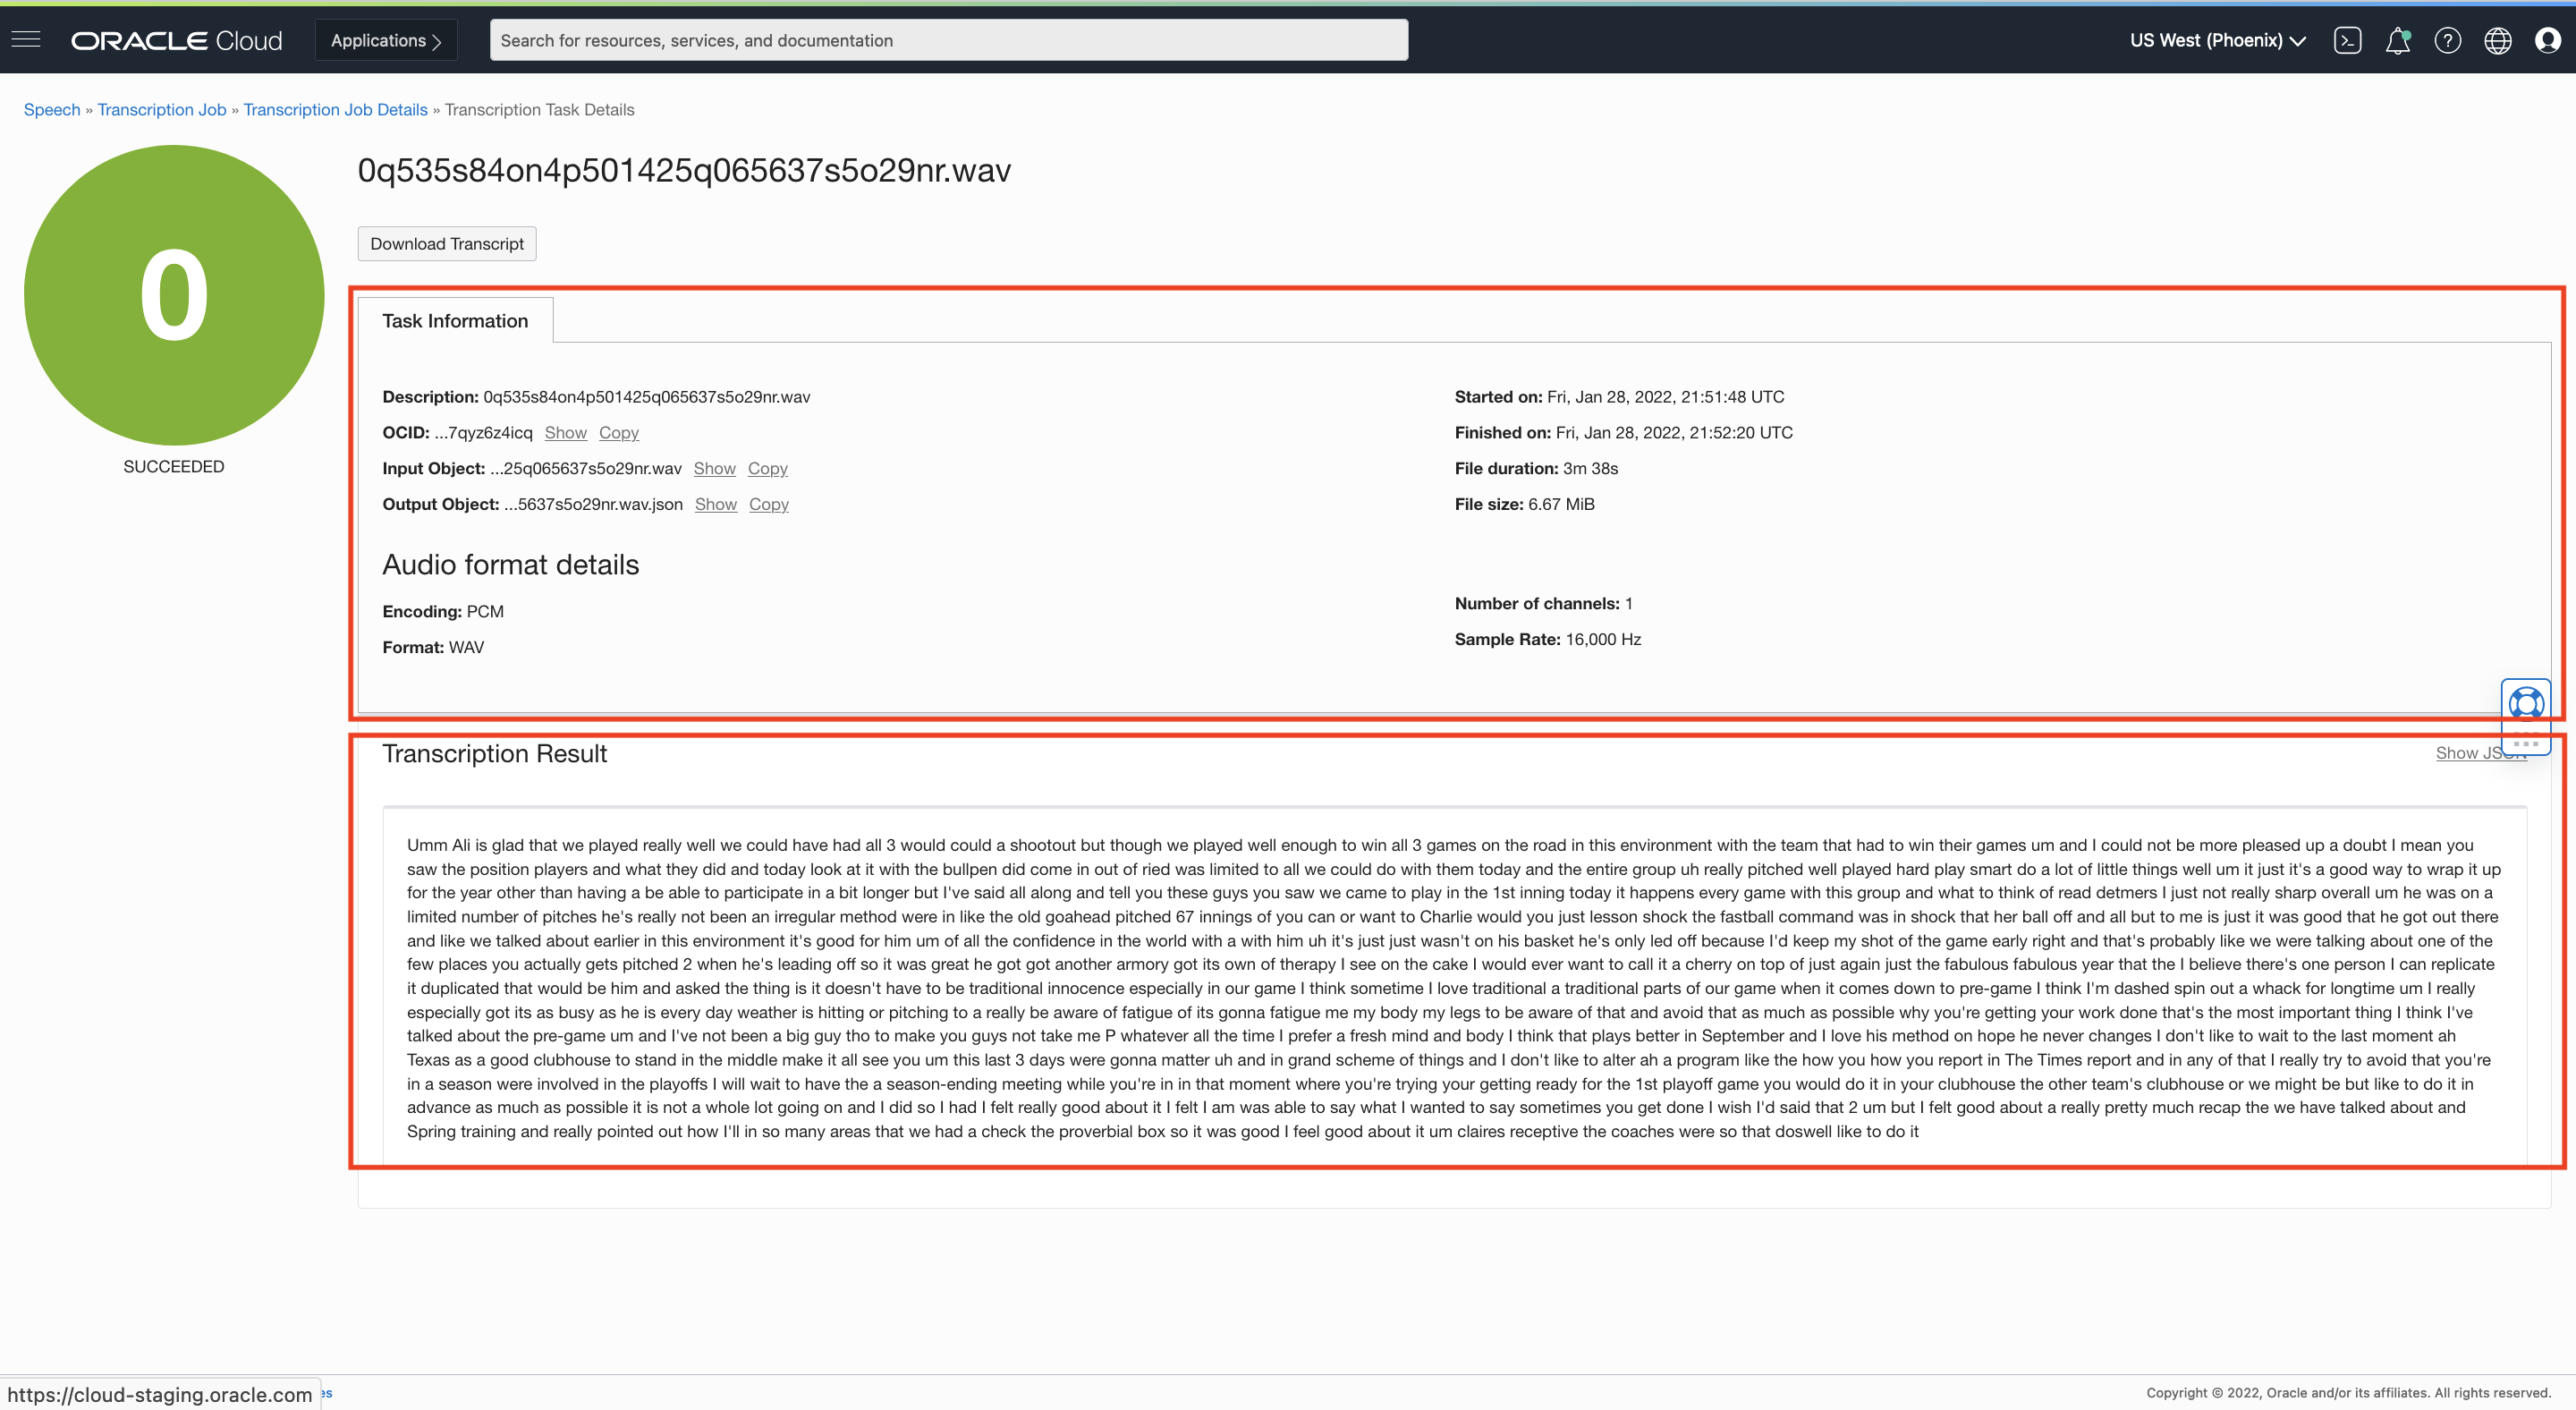 ORACLE Cloud
Applications
Search for resources, services, and documentation
US West (Phoenix)
Speech » Transcription Job » Transcription Job Details » Transcription Task Details
0
SUCCEEDED
0q535s84on4p501425q065637s5o29nr.wav
Download Transcript
Task Information
Description: 0q535s84on4p501425q065637s5o29nr.wav
OCID: ...7qyz6z4icq Show Copy
Input Object: ...25q065637s5o29nr.wav Show Copy
Output Object: ...5637s5o29nr.wav.json Show Copy
Started on: Fri, Jan 28, 2022, 21:51:48 UTC
Finished on: Fri, Jan 28, 2022, 21:52:20 UTC
File duration: 3m 38s
File size: 6.67 MiB
Audio format details
Encoding: PCM
Format: WAV
Number of channels: 1
Sample Rate: 16,000 Hz
Transcription Result
Show JSON
Umm Ali is glad that we played really well we could have had all 3 would could a shootout but though we played well enough to win all 3 games on the road in this environment with the team that had to win their games um and I could not be more pleased up a doubt I mean you
saw the position players and what they did and today look at it with the bullpen did come in out of ried was limited to all we could do with them today and the entire group uh really pitched well played hard play smart do a lot of little things well um it just it's a good way to wrap it up
for the year other than having a be able to participate in a bit longer but I've said all along and tell you these guys you saw we came to play in the 1st inning today it happens every game with this group and what to think of read detmers I just not really sharp overall um he was on a
limited number of pitches he's really not been an irregular method were in like the old goahead pitched 67 innings of you can or want to Charlie would you just lesson shock the fastball command was in shock that her ball off and all but to me is just it was good that he got out there
and like we talked about earlier in this environment it's good for him um of all the confidence in the world with a with him uh it's just just wasn't on his basket he's only led off because I'd keep my shot of the game early right and that's probably like we were talking about one of the
few places you actually gets pitched 2 when he's leading off so it was great he got got another armory got its own of therapy I see on the cake I would ever want to call it a cherry on top of just again just the fabulous fabulous year that the I believe there's one person I can replicate
it duplicated that would be him and asked the thing is it doesn't have to be traditional innocence especially in our game I think sometime I love traditional a traditional parts of our game when it comes down to pre-game I think I'm dashed spin out a whack for longtime um I really
especially got its as busy as he is every day weather is hitting or pitching to a really be aware of fatigue of its gonna fatigue me my body my legs to be aware of that and avoid that as much as possible why you're getting your work done that's the most important thing I think I've
talked about the pre-game um and I've not been a big guy tho to make you guys not take me P whatever all the time I prefer a fresh mind and body I think that plays better in September and I love his method on hope he never changes I don't like to wait to the last moment ah
Texas as a good clubhouse to stand in the middle make it all see you um this last 3 days were gonna matter uh and in grand scheme of things and I don't like to alter ah a program like the how you how you report in The Times report and in any of that I really try to avoid that you're
in a season were involved in the playoffs I will wait to have the a season-ending meeting while you're in in that moment where you're trying your getting ready for the 1st playoff game you would do it in your clubhouse the other team's clubhouse or we might be but like to do it in
advance as much as possible it is not a whole lot going on and I did so I had I felt really good about it I felt I am was able to say what I wanted to say sometimes you get done I wish I'd said that 2 um but I felt good about a really pretty much recap the we have talked about and
Spring training and really pointed out how I'll in so many areas that we had a check the proverbial box so it was good I feel good about it um claires receptive the coaches were so that doswell like to do it
https://cloud-staging.oracle.com es
Copyright © 2022, Oracle and/or its affiliates. All rights reserved.